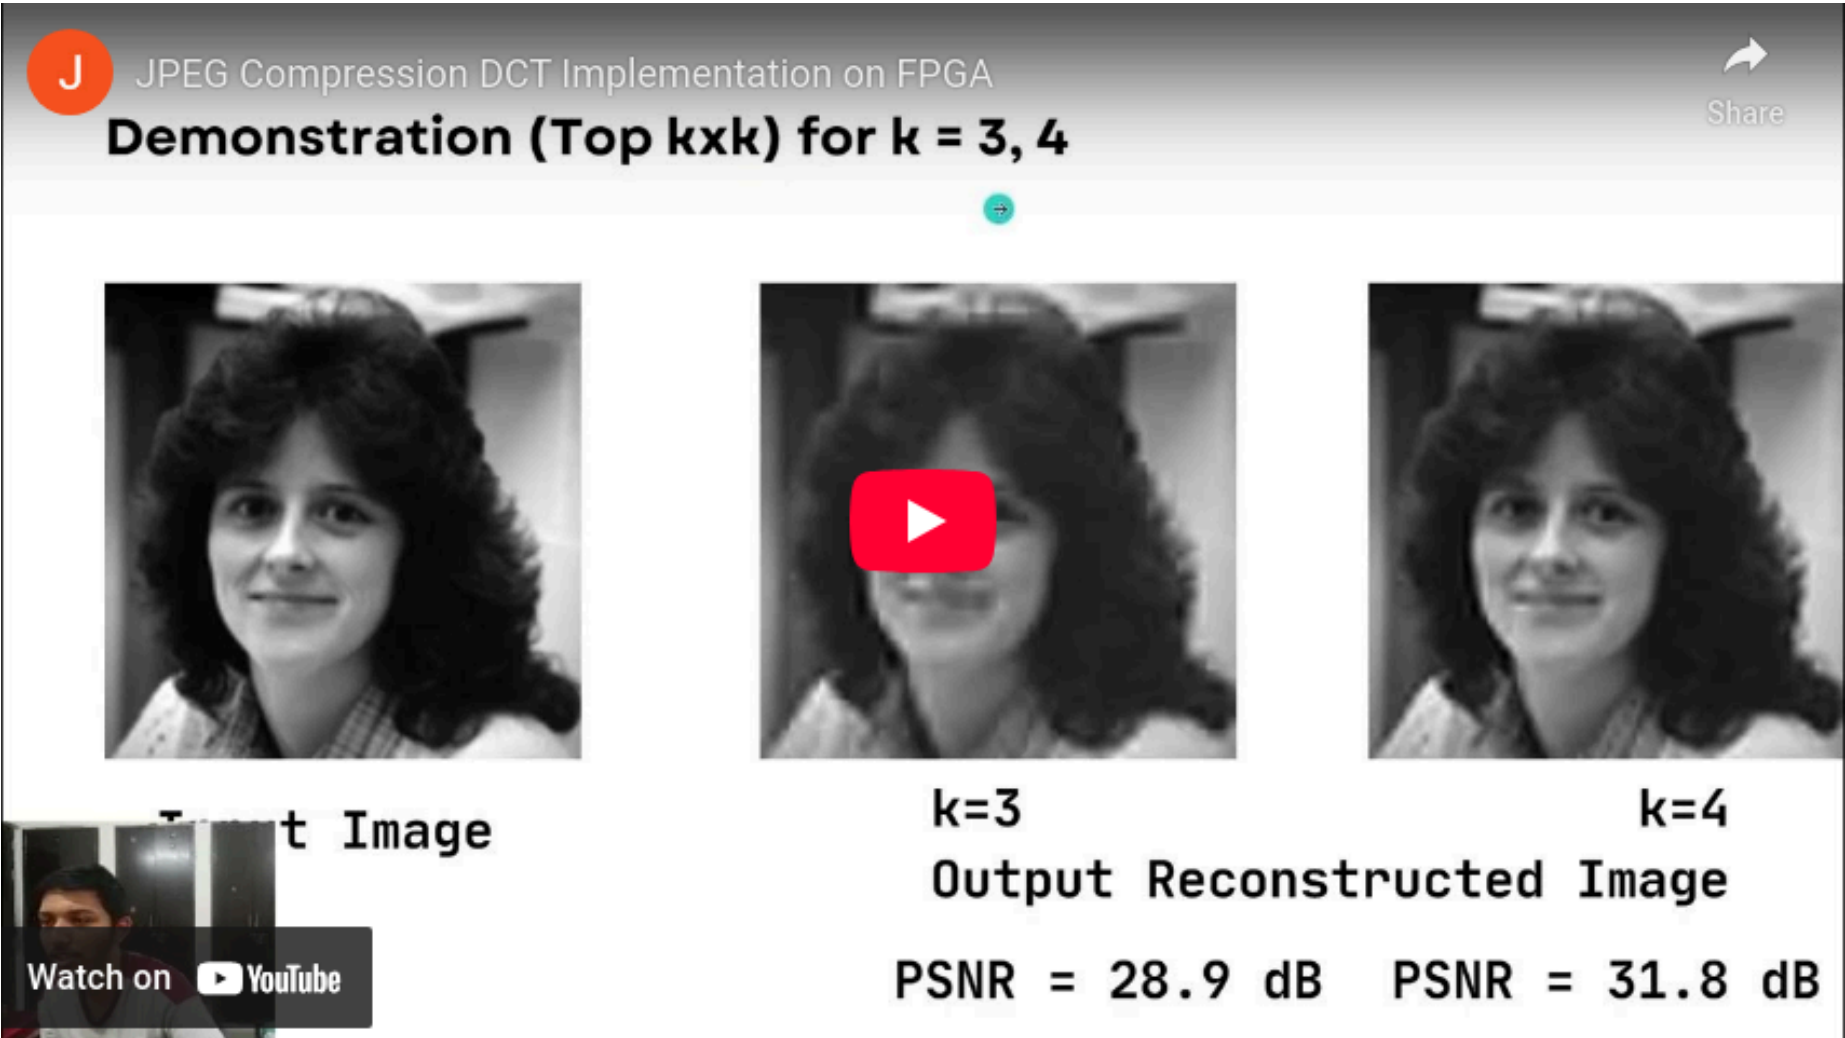 J
JPEG Compression DCT Implementation on FPGA
Share
Demonstration (Top kxk) for k = 3, 4
t Image
k=3
k=4
Output Reconstructed Image
PSNR = 28.9 dB PSNR = 31.8 dB
Watch on YouTube